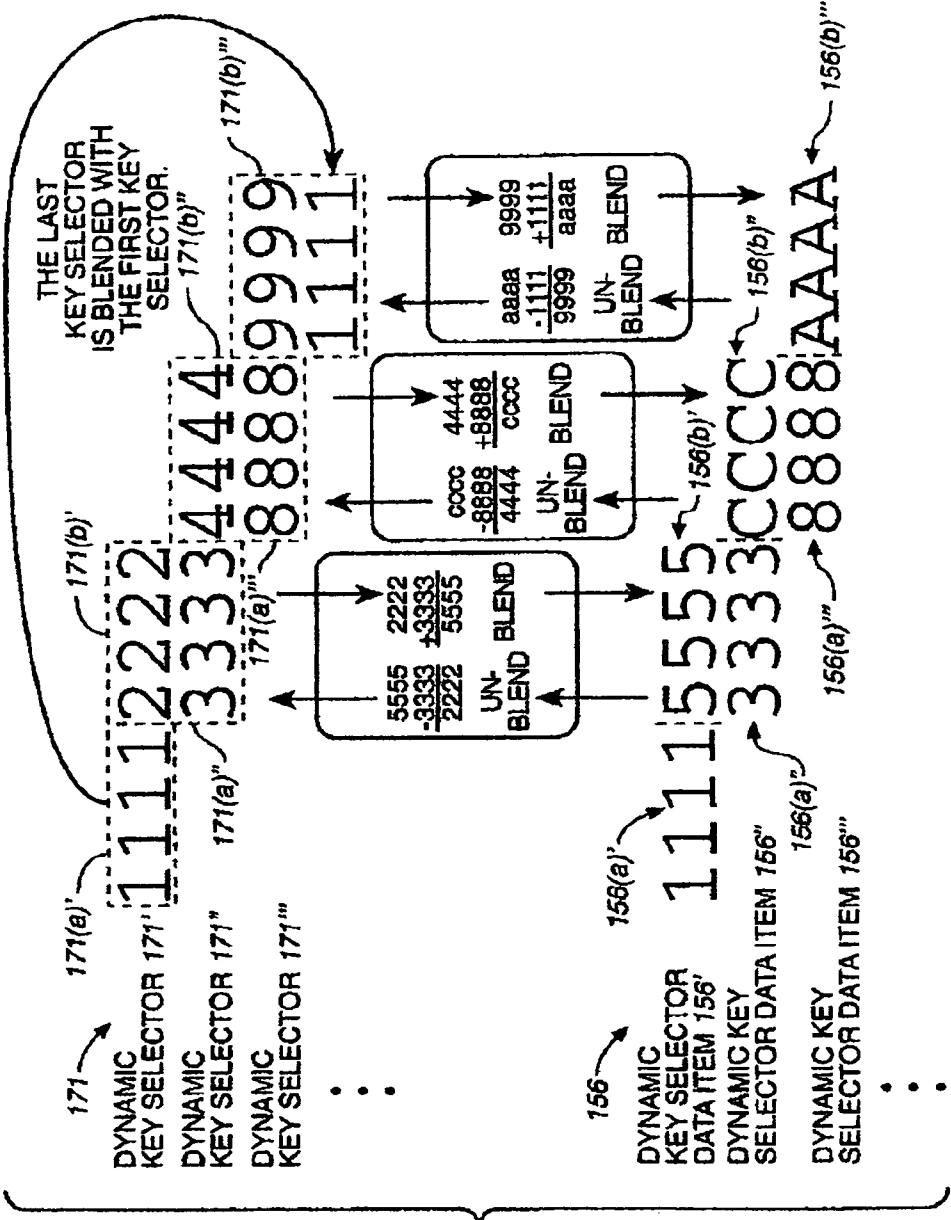 171
DYNAMIC
KEY SELECTOR 171'
DYNAMIC
KEY SELECTOR 171"
DYNAMIC
KEY SELECTOR 171'''
171(a)'
171(b)'
1111 2222
171(a)"
3333 4444
171(b)"
171(a)'''
8888 9999
171(b)'''
1111
THE LAST
KEY SELECTOR
IS BLENDED WITH
THE FIRST KEY
SELECTOR.
5555
-3333
2222
UN-
BLEND
2222
+3333
5555
BLEND
cccc
-8888
4444
UN-
BLEND
4444
+8888
cccc
BLEND
aaaa
-1111
9999
UN-
BLEND
9999
+1111
aaaa
BLEND
156
DYNAMIC
KEY SELECTOR
DATA ITEM 156'
DYNAMIC KEY
SELECTOR DATA ITEM 156"
DYNAMIC KEY
SELECTOR DATA ITEM 156'''
156(a)'
1111 5555
156(b)'
156(a)"
3333 CCCC
156(b)"
156(a)'''
8888 AAAA
156(b)'''